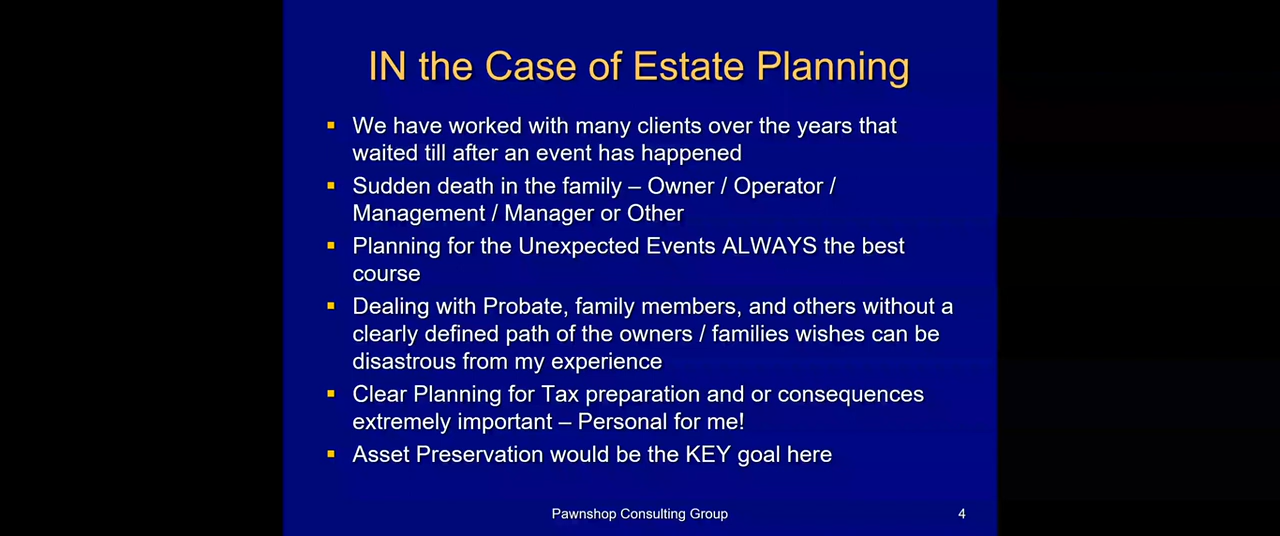 IN the Case of Estate Planning
▪ We have worked with many clients over the years that
waited till after an event has happened
▪ Sudden death in the family – Owner / Operator /
Management / Manager or Other
▪ Planning for the Unexpected Events ALWAYS the best
course
▪ Dealing with Probate, family members, and others without a
clearly defined path of the owners / families wishes can be
disastrous from my experience
▪ Clear Planning for Tax preparation and or consequences
extremely important – Personal for me!
▪ Asset Preservation would be the KEY goal here
Pawnshop Consulting Group
4